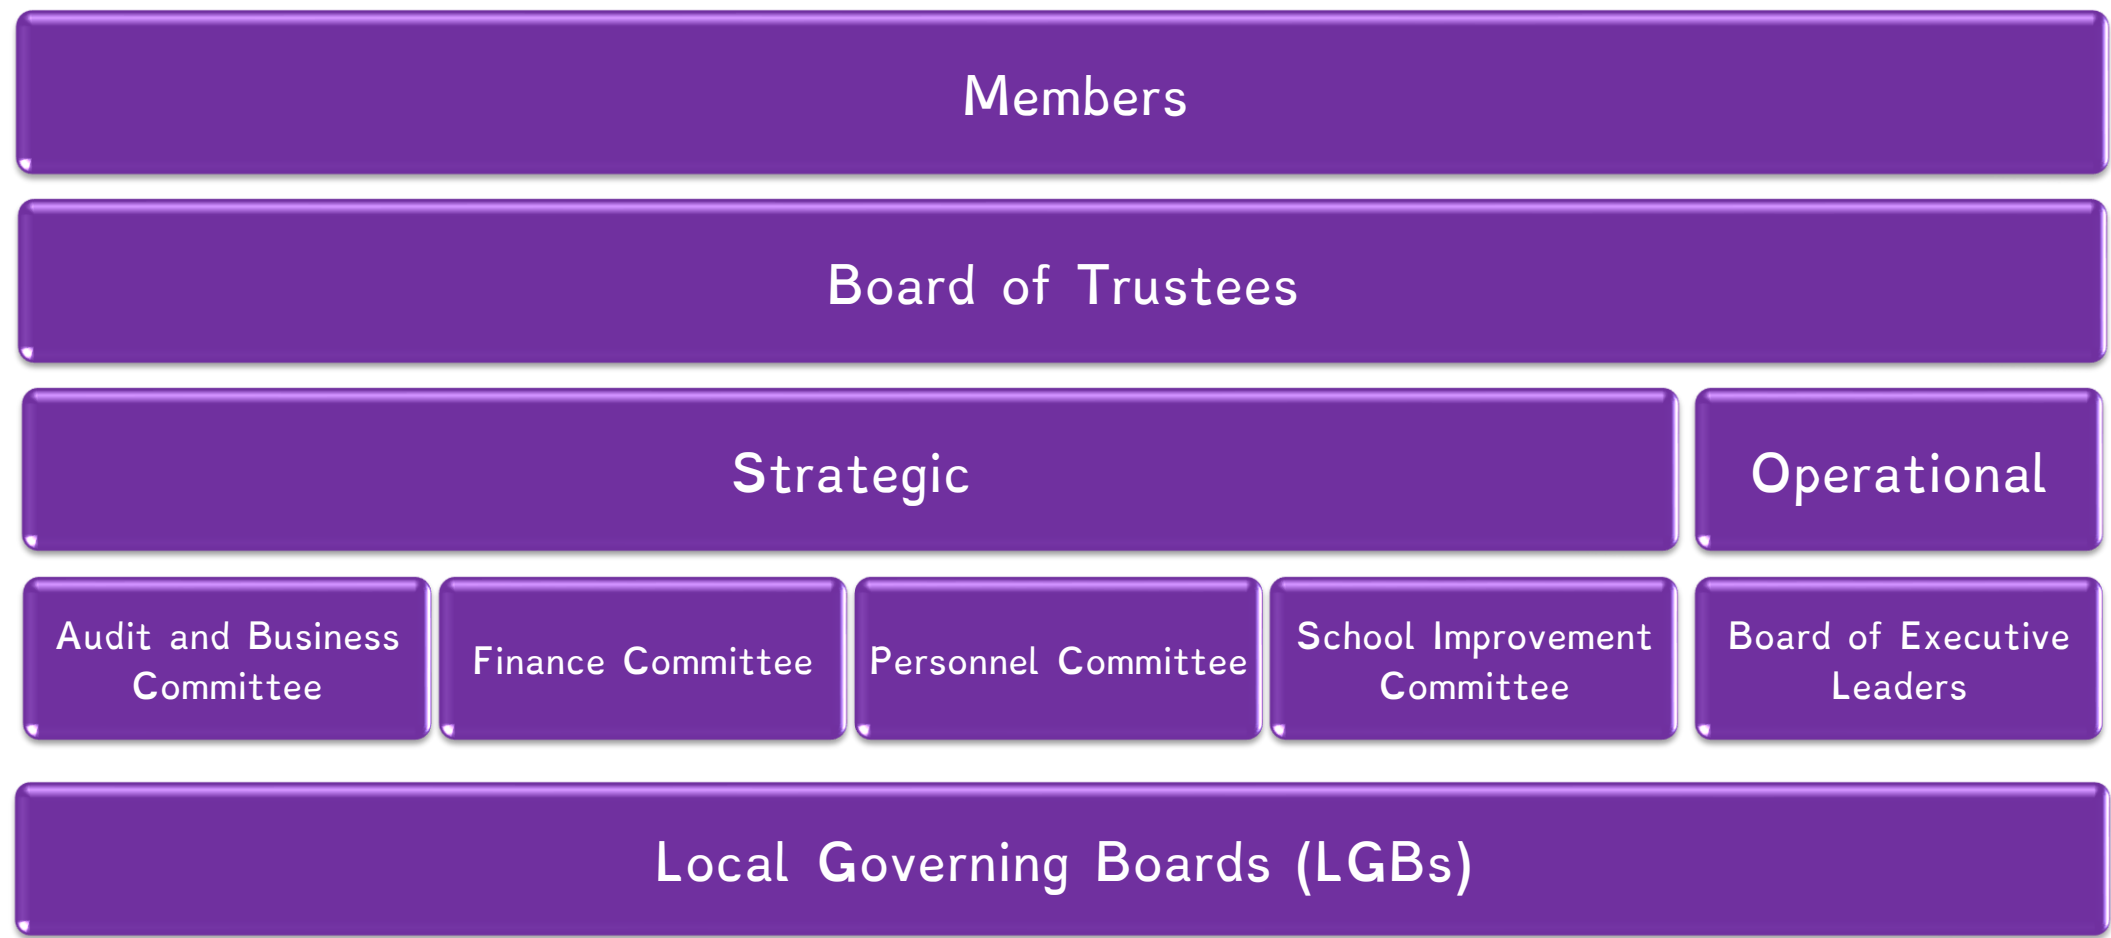 Members
Board of Trustees
Strategic
Operational
Audit and Business
Committee
Finance Committee
Personnel Committee
School Improvement
Committee
Board of Executive
Leaders
Local Governing Boards (LGBs)